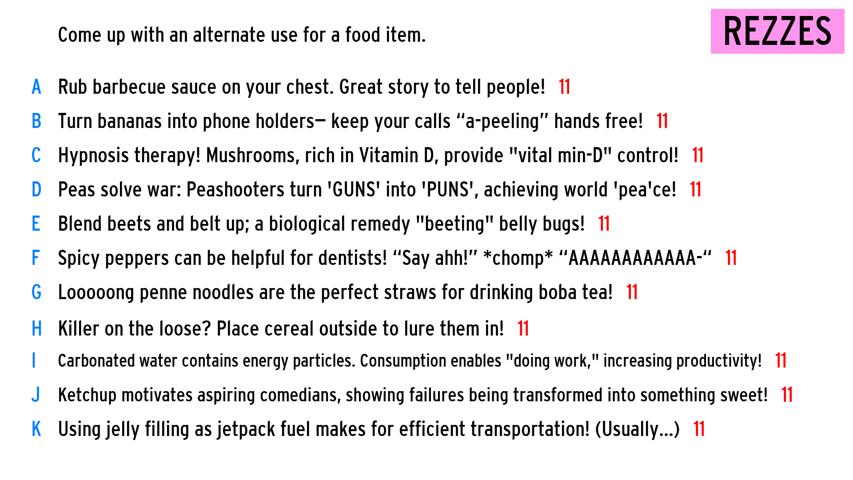 Come up with an alternate use for a food item.
REZZES
A Rub barbecue sauce on your chest. Great story to tell people! 11
B Turn bananas into phone holders— keep your calls “a-peeling” hands free! 11
C Hypnosis therapy! Mushrooms, rich in Vitamin D, provide "vital min-D" control! 11
D Peas solve war: Peashooters turn 'GUNS' into 'PUNS', achieving world 'pea'ce! 11
E Blend beets and belt up; a biological remedy "beeting" belly bugs! 11
F Spicy peppers can be helpful for dentists! “Say ahh!” *chomp* “AAAAAAAAAAAA-“ 11
G Looooong penne noodles are the perfect straws for drinking boba tea! 11
H Killer on the loose? Place cereal outside to lure them in! 11
I Carbonated water contains energy particles. Consumption enables "doing work," increasing productivity! 11
J Ketchup motivates aspiring comedians, showing failures being transformed into something sweet! 11
K Using jelly filling as jetpack fuel makes for efficient transportation! (Usually...) 11